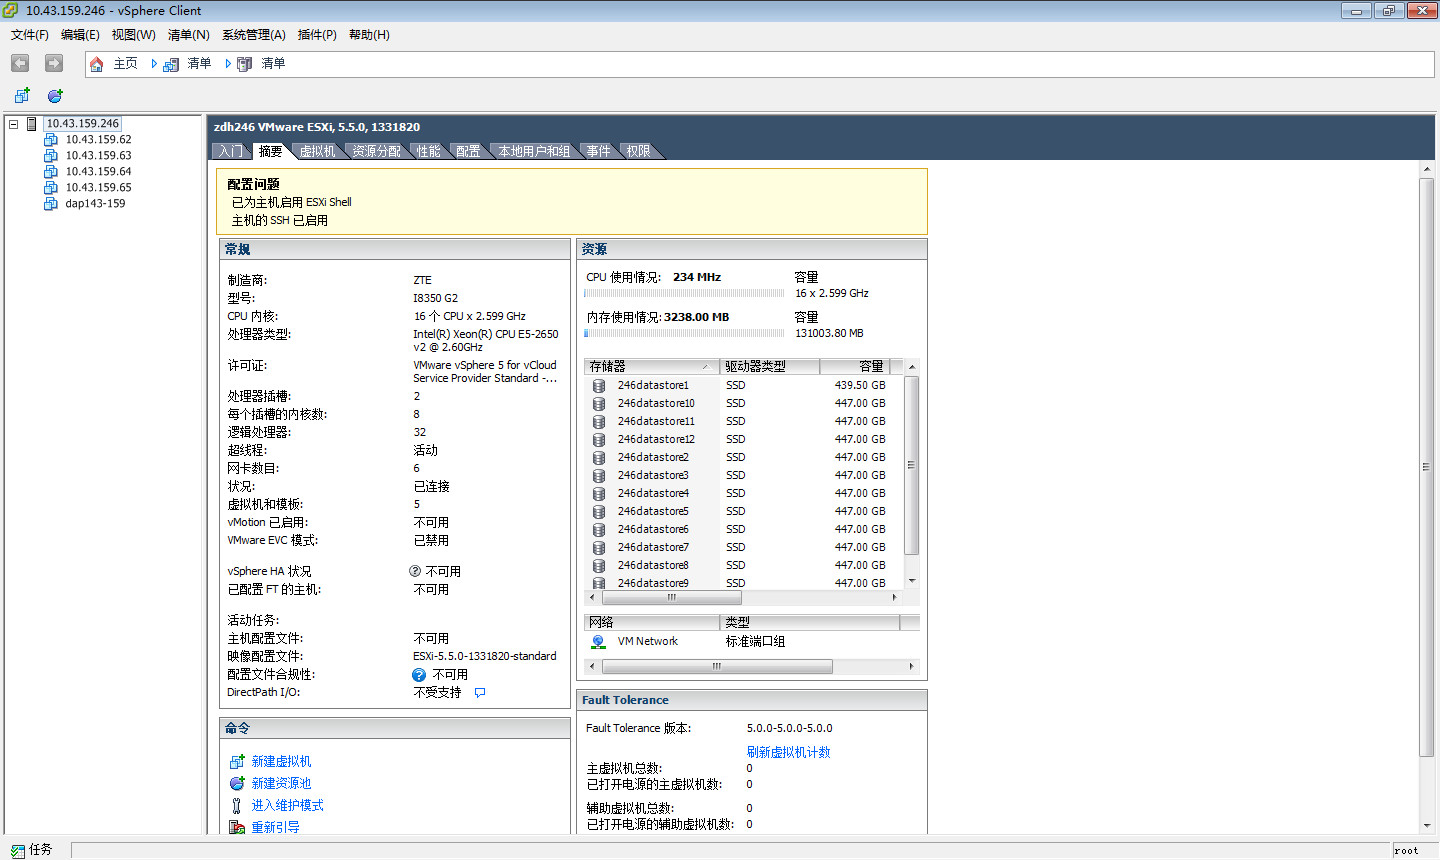 10.43.159.246 - vSphere Client
文件(F) 编辑(E) 视图(W) 清单(N) 系统管理(A) 插件(P) 帮助(H)
主页 清单 清单
10.43.159.246
10.43.159.62
10.43.159.63
10.43.159.64
10.43.159.65
dap143-159
zdh246 VMware ESXi, 5.5.0, 1331820
入门 摘要 虚拟机 资源分配 性能 配置 本地用户和组 事件 权限
配置问题
已为主机启用 ESXi Shell
主机的 SSH 已启用
常规
制造商: ZTE
型号: I8350 G2
CPU 内核: 16 个 CPU x 2.599 GHz
处理器类型: Intel(R) Xeon(R) CPU E5-2650
v2 @ 2.60GHz
许可证: VMware vSphere 5 for vCloud
Service Provider Standard -...
处理器插槽: 2
每个插槽的内核数: 8
逻辑处理器: 32
超线程: 活动
网卡数目: 6
状况: 已连接
虚拟机和模板: 5
vMotion 已启用: 不可用
VMware EVC 模式: 已禁用
vSphere HA 状况 不可用
已配置 FT 的主机: 不可用
活动任务:
主机配置文件: 不可用
映像配置文件: ESXi-5.5.0-1331820-standard
配置文件合规性: 不可用
DirectPath I/O: 不受支持
命令
新建虚拟机
新建资源池
进入维护模式
重新引导
资源
CPU 使用情况: 234 MHz 容量
16 x 2.599 GHz
内存使用情况: 3238.00 MB 容量
131003.80 MB
存储器 驱动器类型 容量
246datastore1 SSD 439.50 GB
246datastore10 SSD 447.00 GB
246datastore11 SSD 447.00 GB
246datastore12 SSD 447.00 GB
246datastore2 SSD 447.00 GB
246datastore3 SSD 447.00 GB
246datastore4 SSD 447.00 GB
246datastore5 SSD 447.00 GB
246datastore6 SSD 447.00 GB
246datastore7 SSD 447.00 GB
246datastore8 SSD 447.00 GB
246datastore9 SSD 447.00 GB
网络 类型
VM Network 标准端口组
Fault Tolerance
Fault Tolerance 版本: 5.0.0-5.0.0-5.0.0
刷新虚拟机计数
主虚拟机总数: 0
已打开电源的主虚拟机数: 0
辅助虚拟机总数: 0
已打开电源的辅助虚拟机数: 0
任务
root